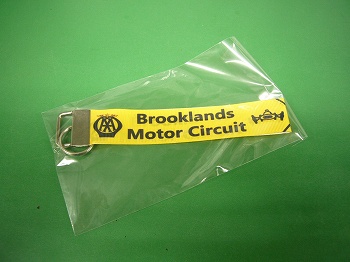 AA
Brooklands
Motor Circuit